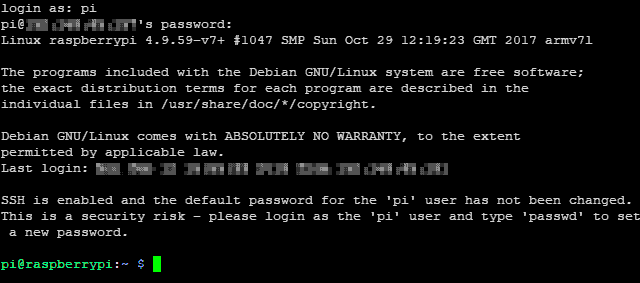 login as: pi
pi@ 's password:
Linux raspberrypi 4.9.59-v7+ #1047 SMP Sun Oct 29 12:19:23 GMT 2017 armv7l
The programs included with the Debian GNU/Linux system are free software;
the exact distribution terms for each program are described in the
individual files in /usr/share/doc/*/copyright.
Debian GNU/Linux comes with ABSOLUTELY NO WARRANTY, to the extent
permitted by applicable law.
Last login:
SSH is enabled and the default password for the 'pi' user has not been changed.
This is a security risk - please login as the 'pi' user and type 'passwd' to set
a new password.
pi@raspberrypi:~ $